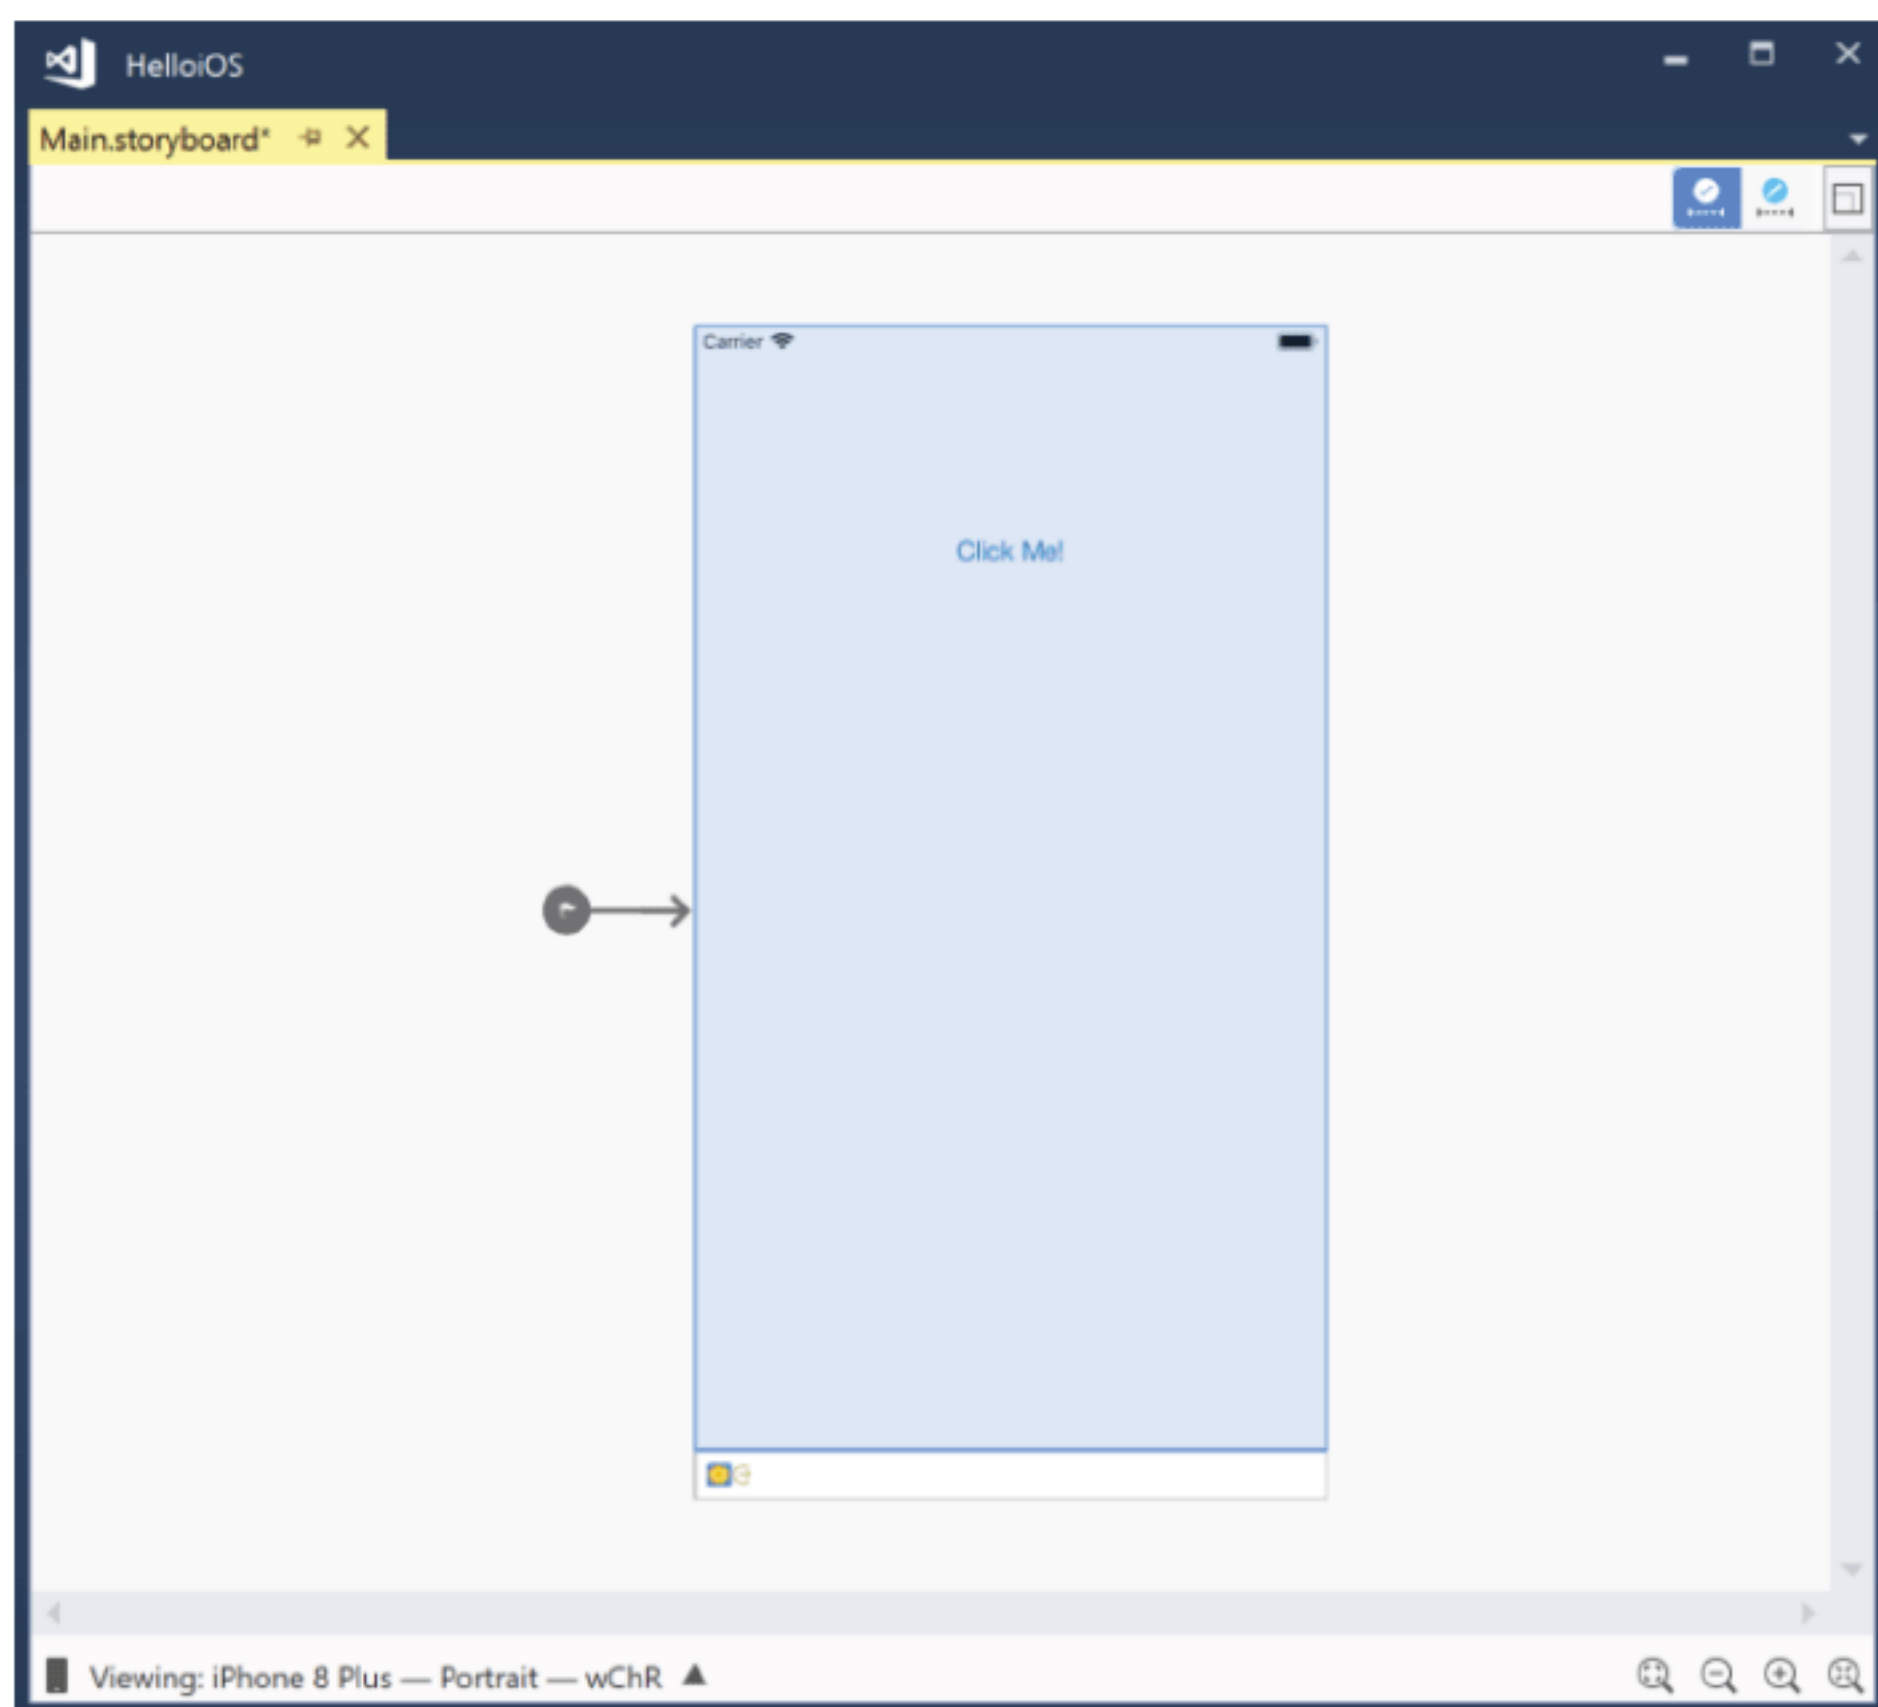 HelloiOS
Main.storyboard*
Carrier
Click Me!
Viewing: iPhone 8 Plus — Portrait — wChR